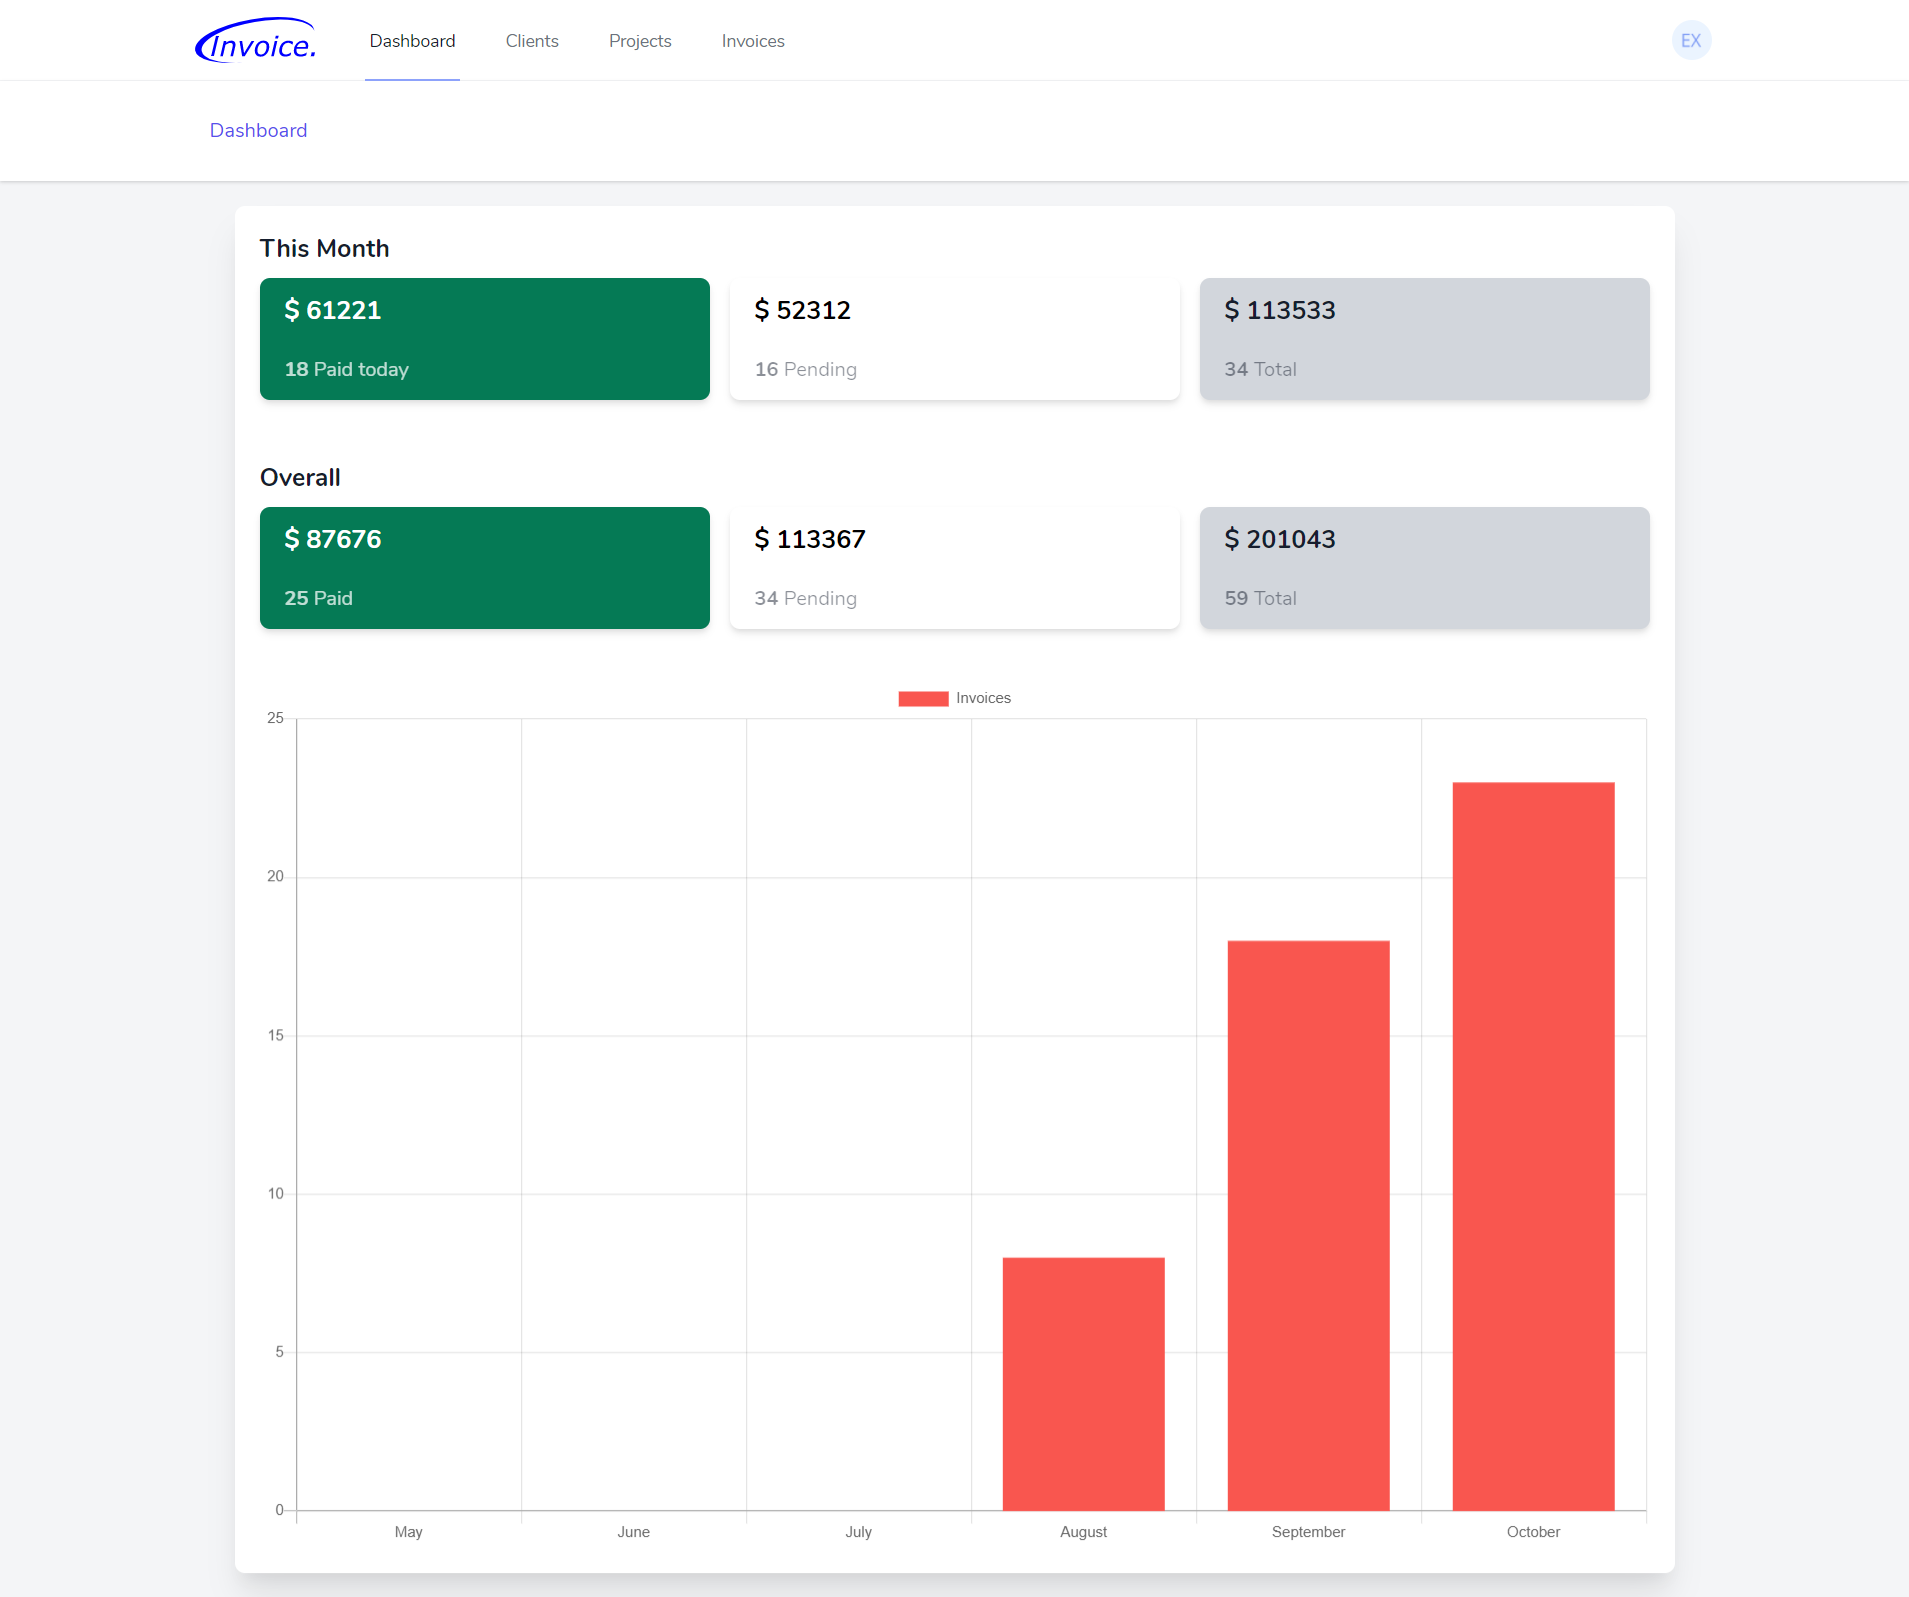 Invoice.
Dashboard
Clients
Projects
Invoices
EX
Dashboard
This Month
$ 61221
18 Paid today
$ 52312
16 Pending
$ 113533
34 Total
Overall
$ 87676
25 Paid
$ 113367
34 Pending
$ 201043
59 Total
Invoices
25
20
15
10
5
0
May
June
July
August
September
October